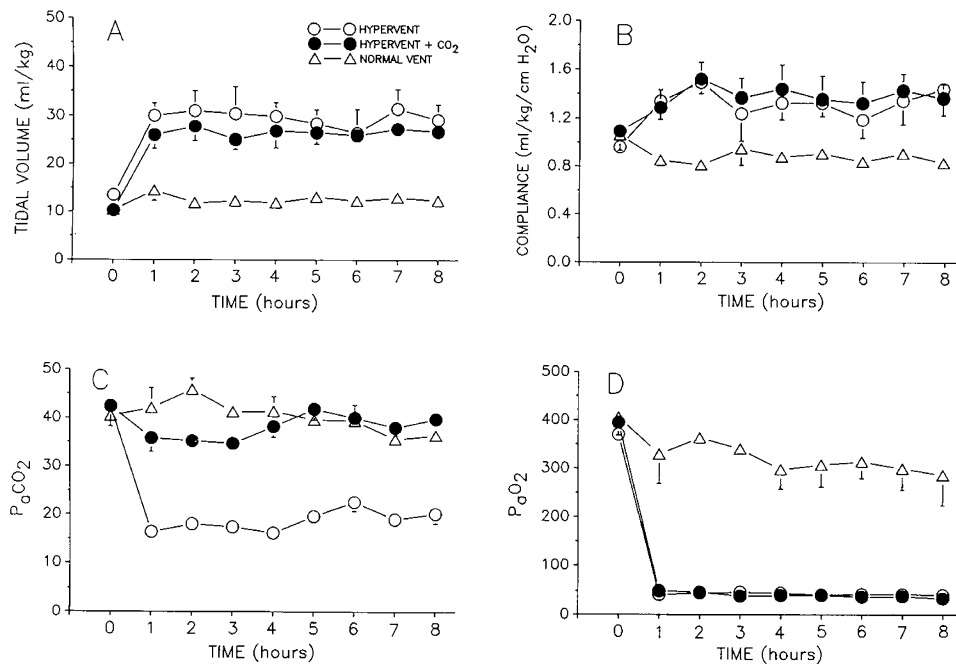 A
TIDAL VOLUME (ml/kg)
50
40
30
20
10
0
HYPERVENT
HYPERVENT + CO2
NORMAL VENT
0 1 2 3 4 5 6 7 8
TIME (hours)
B
COMPLIANCE (ml/kg/cm H2O)
2.0
1.6
1.2
0.8
0.4
0.0
0 1 2 3 4 5 6 7 8
TIME (hours)
C
PaCO2
50
40
30
20
10
0
0 1 2 3 4 5 6 7 8
TIME (hours)
D
PaO2
500
400
300
200
100
0
0 1 2 3 4 5 6 7 8
TIME (hours)